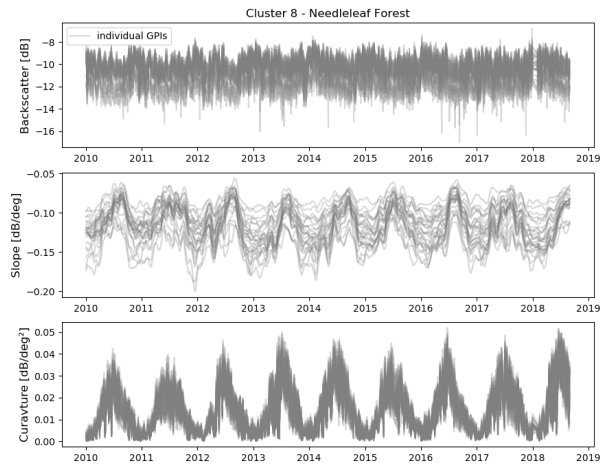 Cluster 8 - Needleleaf Forest
individual GPIs
Backscatter [dB]
−8
−10
−12
−14
−16
2010 2011 2012 2013 2014 2015 2016 2017 2018 2019
Slope [dB/deg]
−0.05
−0.10
−0.15
−0.20
2010 2011 2012 2013 2014 2015 2016 2017 2018 2019
Curavture [dB/deg²]
0.05
0.04
0.03
0.02
0.01
0.00
2010 2011 2012 2013 2014 2015 2016 2017 2018 2019